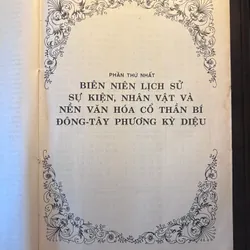 PHẦN THỨ NHẤT
BIÊN NIÊN LỊCH SỬ
SỰ KIỆN, NHÂN VẬT VÀ
NỀN VĂN HÓA CỔ THẦN BÍ
ĐÔNG-TÂY PHƯƠNG KỲ DIỆU